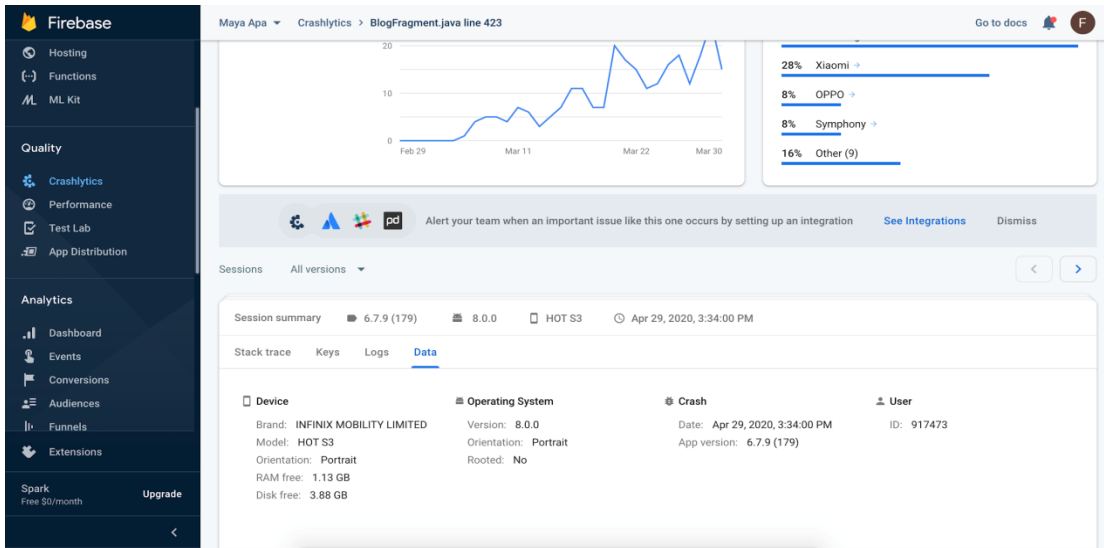 Firebase
Maya Apa
Crashlytics > BlogFragment.java line 423
Go to docs
F
Hosting
Functions
ML Kit
Quality
Crashlytics
Performance
Test Lab
App Distribution
Analytics
Dashboard
Events
Conversions
Audiences
Funnels
Extensions
Spark
Free $0/month
Upgrade
20
10
0
Feb 29 Mar 11 Mar 22 Mar 30
28% Xiaomi →
8% OPPO →
8% Symphony →
16% Other (9)
pd
Alert your team when an important issue like this one occurs by setting up an integration See Integrations Dismiss
Sessions All versions
Session summary 6.7.9 (179) 8.0.0 HOT S3 Apr 29, 2020, 3:34:00 PM
Stack trace Keys Logs Data
Device
Brand: INFINIX MOBILITY LIMITED
Model: HOT S3
Orientation: Portrait
RAM free: 1.13 GB
Disk free: 3.88 GB
Operating System
Version: 8.0.0
Orientation: Portrait
Rooted: No
Crash
Date: Apr 29, 2020, 3:34:00 PM
App version: 6.7.9 (179)
User
ID: 917473